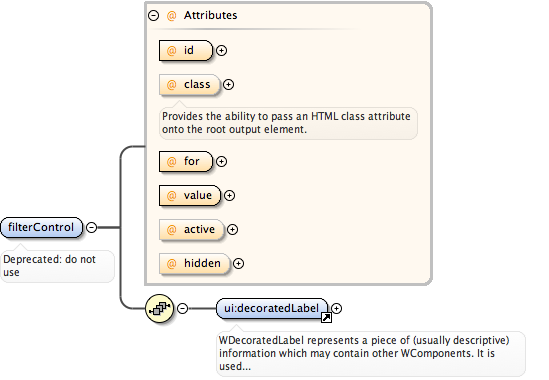 @ Attributes
@ id
@ class
Provides the ability to pass an HTML class attribute
onto the root output element.
@ for
@ value
@ active
@ hidden
filterControl
Deprecated: do not
use
ui:decoratedLabel
WDecoratedLabel represents a piece of (usually descriptive)
information which may contain other WComponents. It is
used...